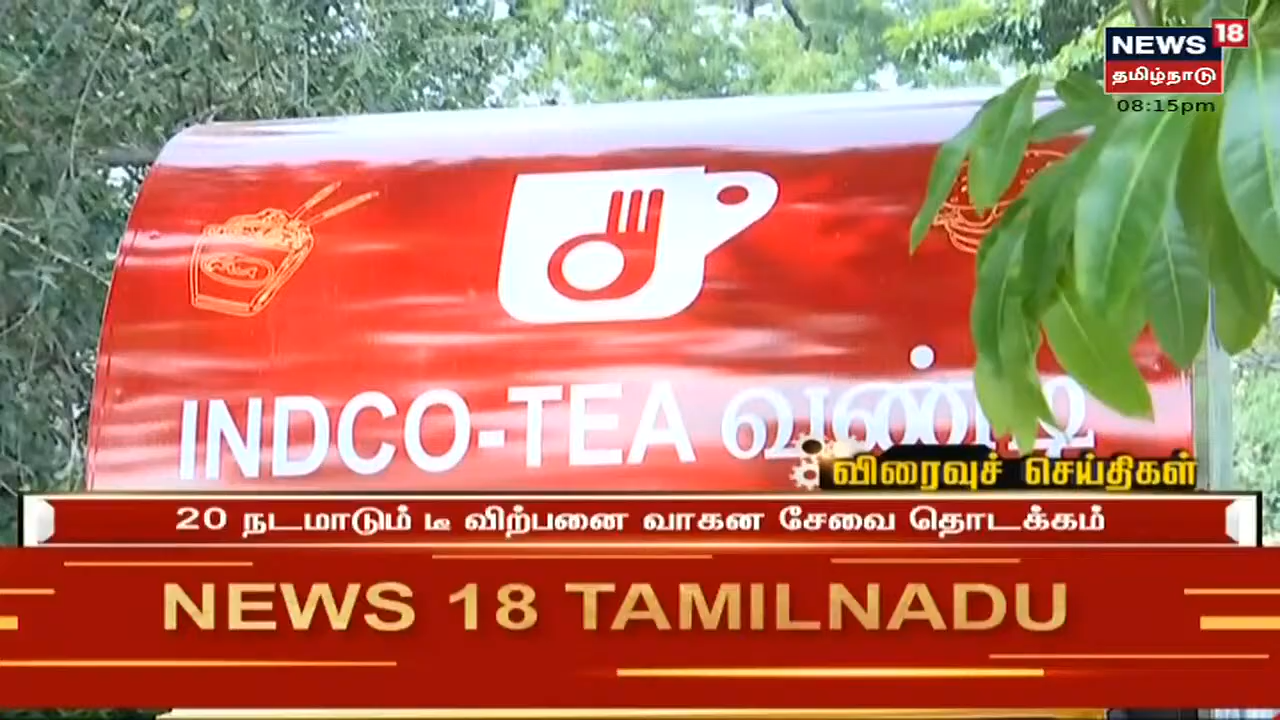 NEWS 18
தமிழ்நாடு
08:15pm
INDCO-TEA வண்டி
விரைவுச் செய்திகள்
20 நடமாடும் டீ விற்பனை வாகன சேவை தொடக்கம்
NEWS 18 TAMILNADU